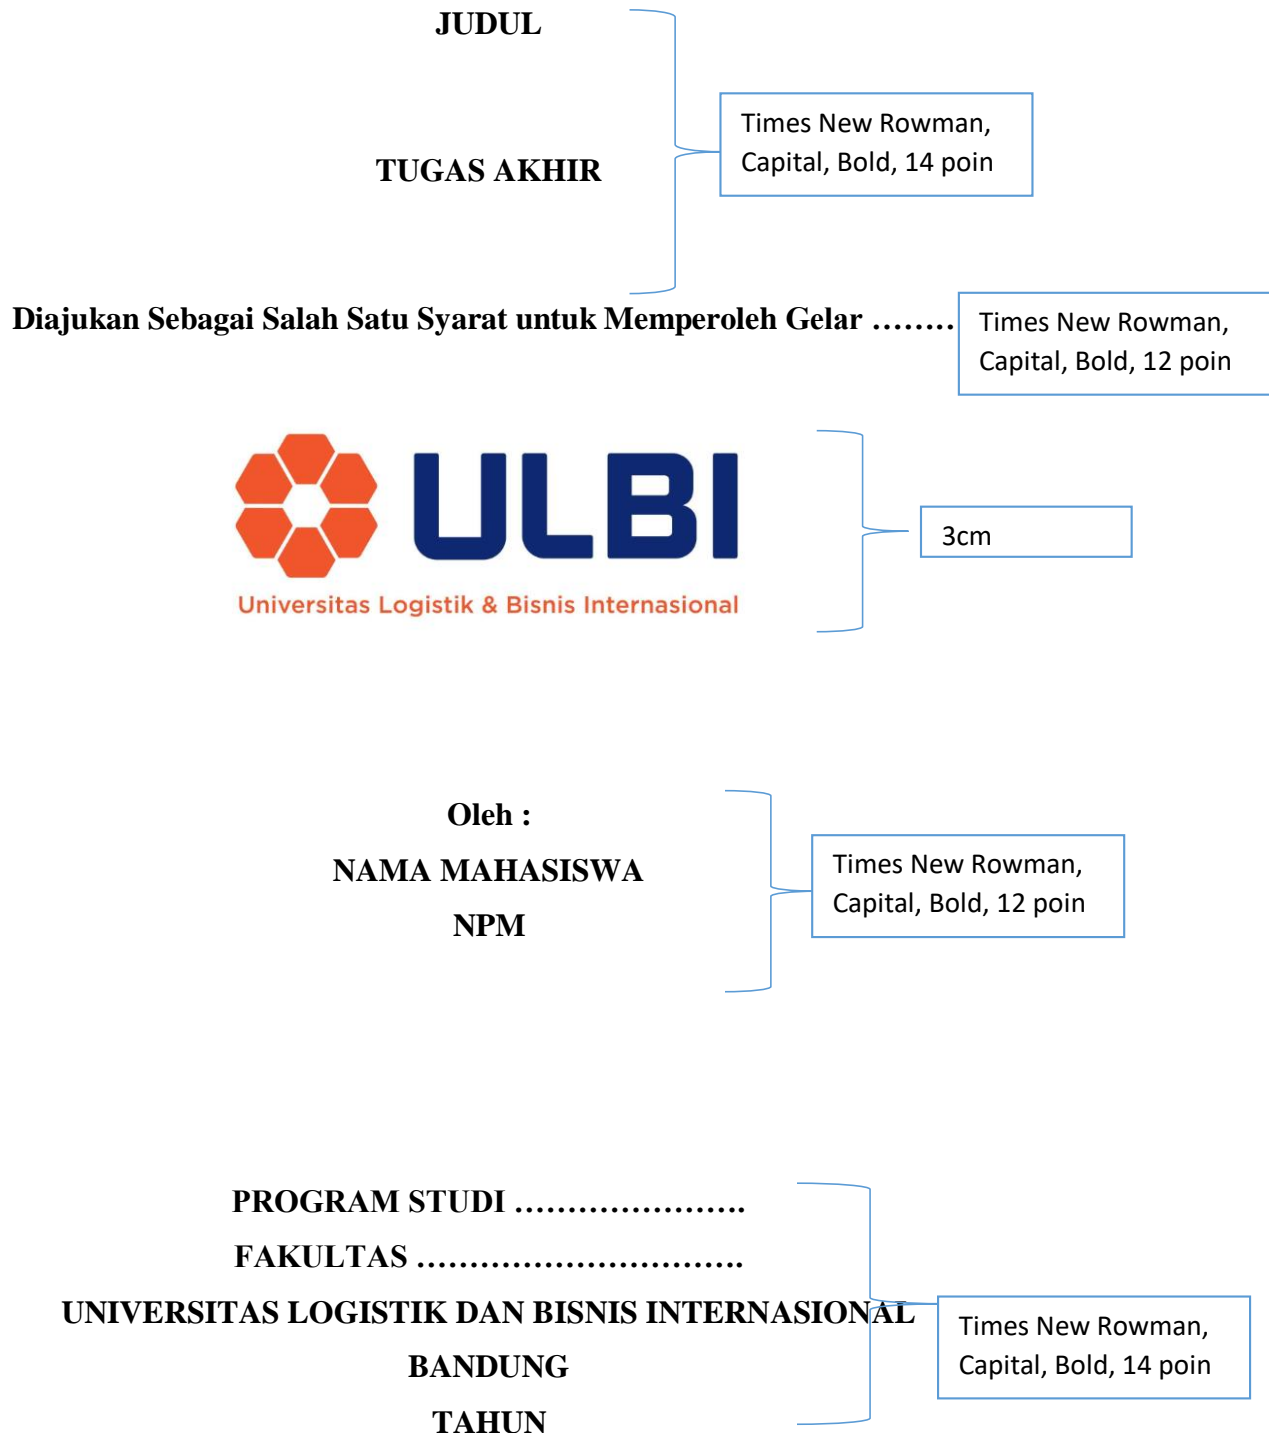 JUDUL
Times New Rowman,
Capital, Bold, 14 poin
TUGAS AKHIR
Diajukan Sebagai Salah Satu Syarat untuk Memperoleh Gelar ……..
Times New Rowman,
Capital, Bold, 12 poin
ULBI
Universitas Logistik & Bisnis Internasional
3cm
Oleh :
NAMA MAHASISWA
NPM
Times New Rowman,
Capital, Bold, 12 poin
PROGRAM STUDI ………………….
FAKULTAS ………………………….
UNIVERSITAS LOGISTIK DAN BISNIS INTERNASIONAL
BANDUNG
TAHUN
Times New Rowman,
Capital, Bold, 14 poin